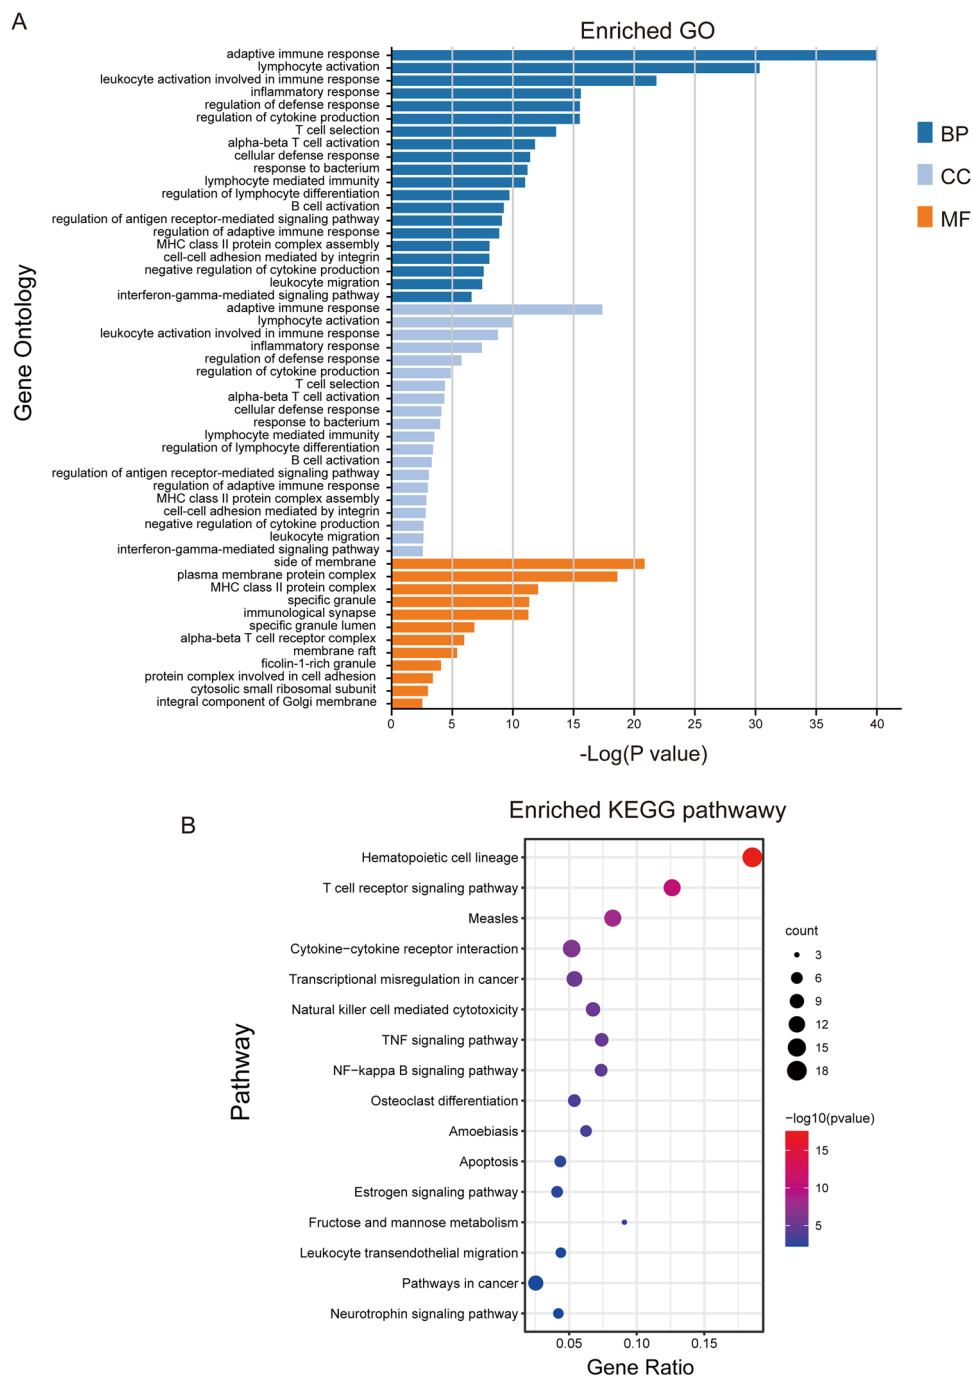 A
Enriched GO
Gene Ontology
adaptive immune response
lymphocyte activation
leukocyte activation involved in immune response
inflammatory response
regulation of defense response
regulation of cytokine production
T cell selection
alpha-beta T cell activation
cellular defense response
response to bacterium
lymphocyte mediated immunity
regulation of lymphocyte differentiation
B cell activation
regulation of antigen receptor-mediated signaling pathway
regulation of adaptive immune response
MHC class II protein complex assembly
cell-cell adhesion mediated by integrin
negative regulation of cytokine production
leukocyte migration
interferon-gamma-mediated signaling pathway
adaptive immune response
lymphocyte activation
leukocyte activation involved in immune response
inflammatory response
regulation of defense response
regulation of cytokine production
T cell selection
alpha-beta T cell activation
cellular defense response
response to bacterium
lymphocyte mediated immunity
regulation of lymphocyte differentiation
B cell activation
regulation of antigen receptor-mediated signaling pathway
regulation of adaptive immune response
MHC class II protein complex assembly
cell-cell adhesion mediated by integrin
negative regulation of cytokine production
leukocyte migration
interferon-gamma-mediated signaling pathway
side of membrane
plasma membrane protein complex
MHC class II protein complex
specific granule
immunological synapse
specific granule lumen
alpha-beta T cell receptor complex
membrane raft
ficolin-1-rich granule
protein complex involved in cell adhesion
cytosolic small ribosomal subunit
integral component of Golgi membrane
0 5 10 15 20 25 30 35 40
-Log(P value)
BP
CC
MF
B
Enriched KEGG pathwawy
Pathway
Hematopoietic cell lineage
T cell receptor signaling pathway
Measles
Cytokine−cytokine receptor interaction
Transcriptional misregulation in cancer
Natural killer cell mediated cytotoxicity
TNF signaling pathway
NF−kappa B signaling pathway
Osteoclast differentiation
Amoebiasis
Apoptosis
Estrogen signaling pathway
Fructose and mannose metabolism
Leukocyte transendothelial migration
Pathways in cancer
Neurotrophin signaling pathway
0.05 0.10 0.15
Gene Ratio
count
3
6
9
12
15
18
−log10(pvalue)
15
10
5